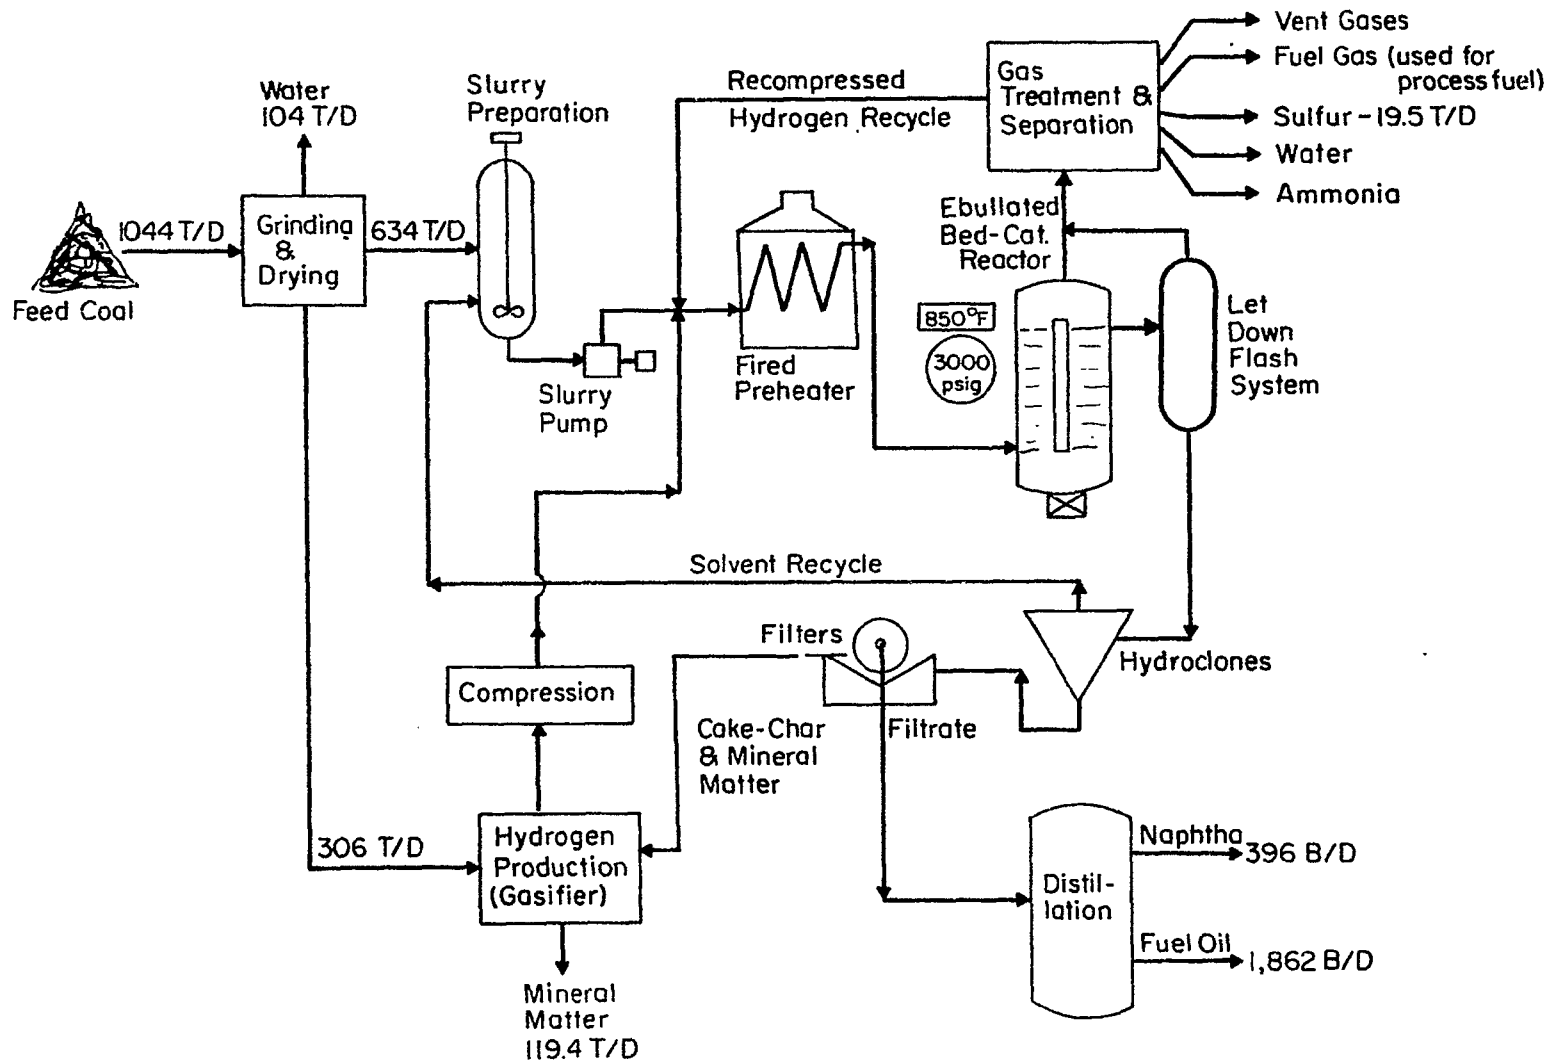 Vent Gases
Fuel Gas (used for
process fuel)
Sulfur - 19.5 T/D
Water
Ammonia
Gas
Treatment &
Separation
Recompressed
Hydrogen Recycle
Slurry
Preparation
Water
104 T/D
1044 T/D
Grinding
&
Drying
634 T/D
Feed Coal
Ebullated
Bed-Cat.
Reactor
850°F
3000
psig
Let
Down
Flash
System
Fired
Preheater
Slurry
Pump
Solvent Recycle
Filters
Hydroclones
Compression
Cake-Char
& Mineral
Matter
Filtrate
306 T/D
Hydrogen
Production
(Gasifier)
Naphtha
396 B/D
Distil-
lation
Fuel Oil
1,862 B/D
Mineral
Matter
119.4 T/D